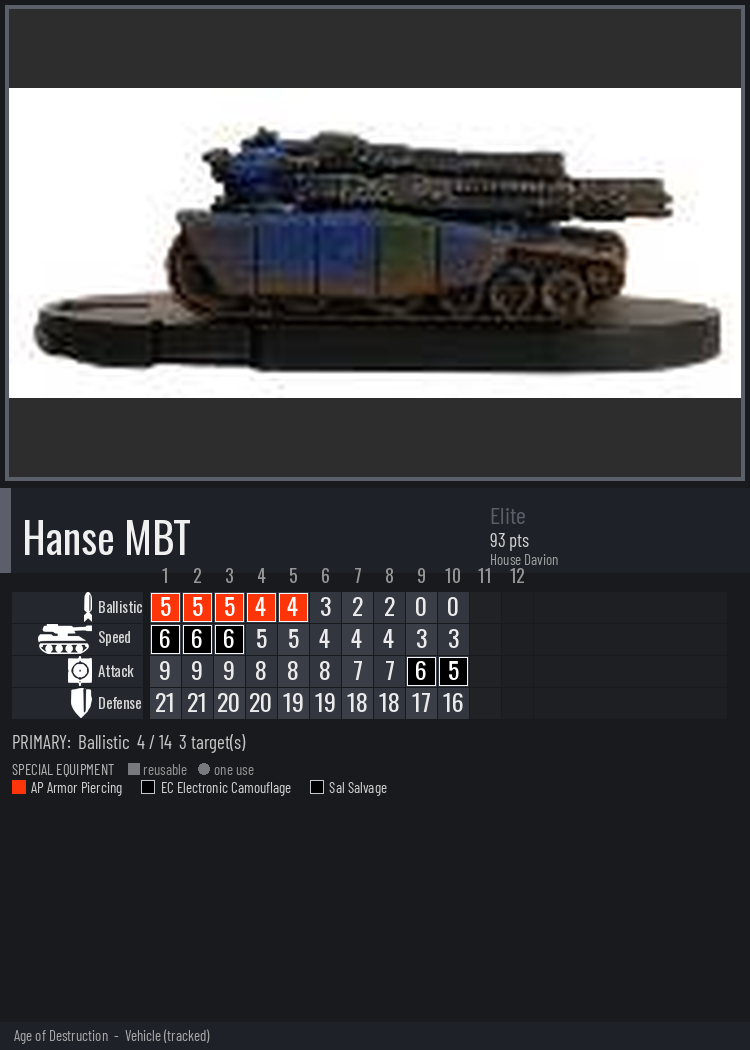 Hanse MBT
Elite
93 pts
House Davion
1 2 3 4 5 6 7 8 9 10 11 12
Ballistic 5 5 5 4 4 3 2 2 0 0
Speed 6 6 6 5 5 4 4 4 3 3
Attack 9 9 9 8 8 8 7 7 6 5
Defense 21 21 20 20 19 19 18 18 17 16
PRIMARY: Ballistic 4 / 14 3 target(s)
SPECIAL EQUIPMENT reusable one use
AP Armor Piercing EC Electronic Camouflage Sal Salvage
Age of Destruction - Vehicle (tracked)